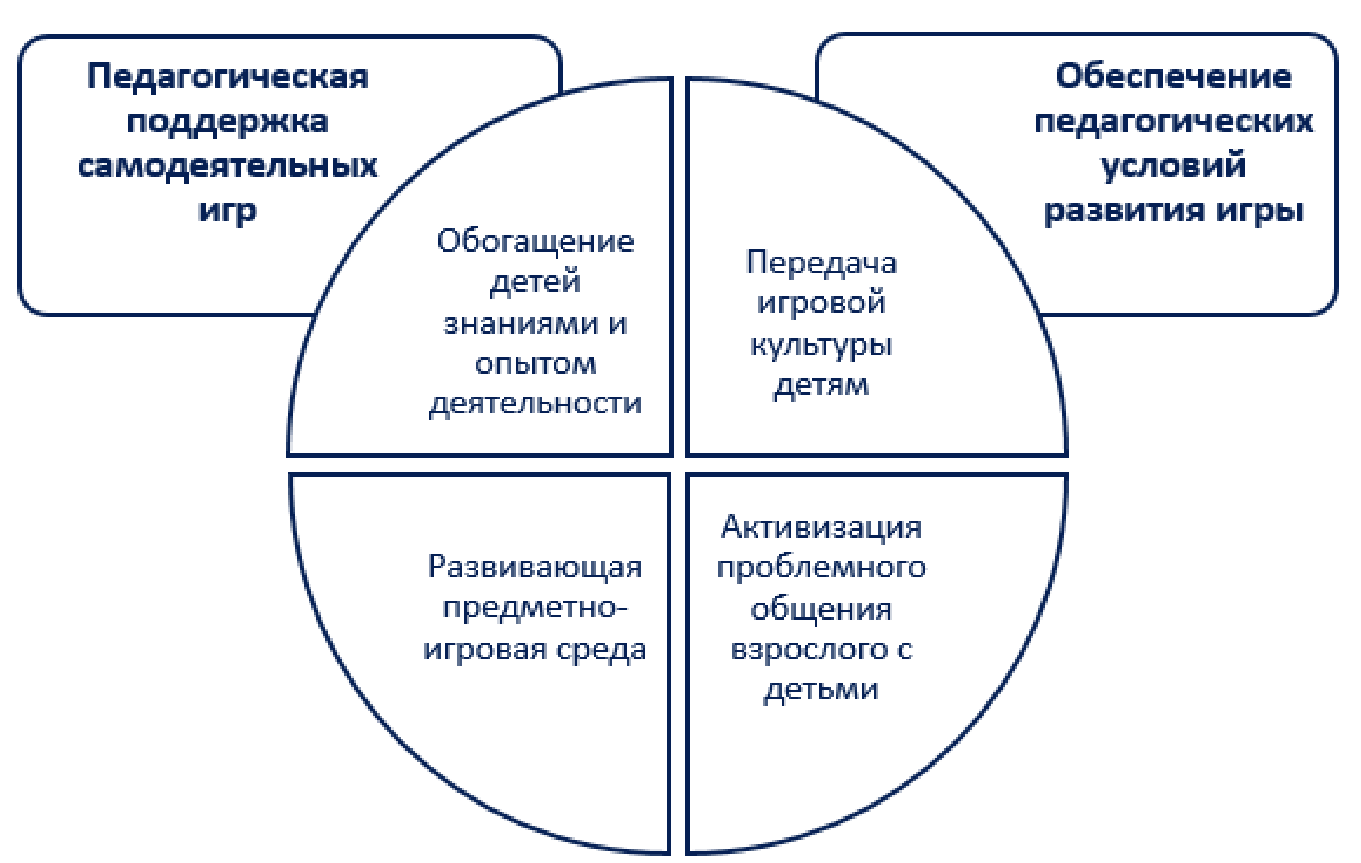 Педагогическая
поддержка
самодеятельных
игр
Обеспечение
педагогических
условий
развития игры
Обогащение
детей
знаниями и
опытом
деятельности
Передача
игровой
культуры
детям
Развивающая
предметно-
игровая среда
Активизация
проблемного
общения
взрослого с
детьми